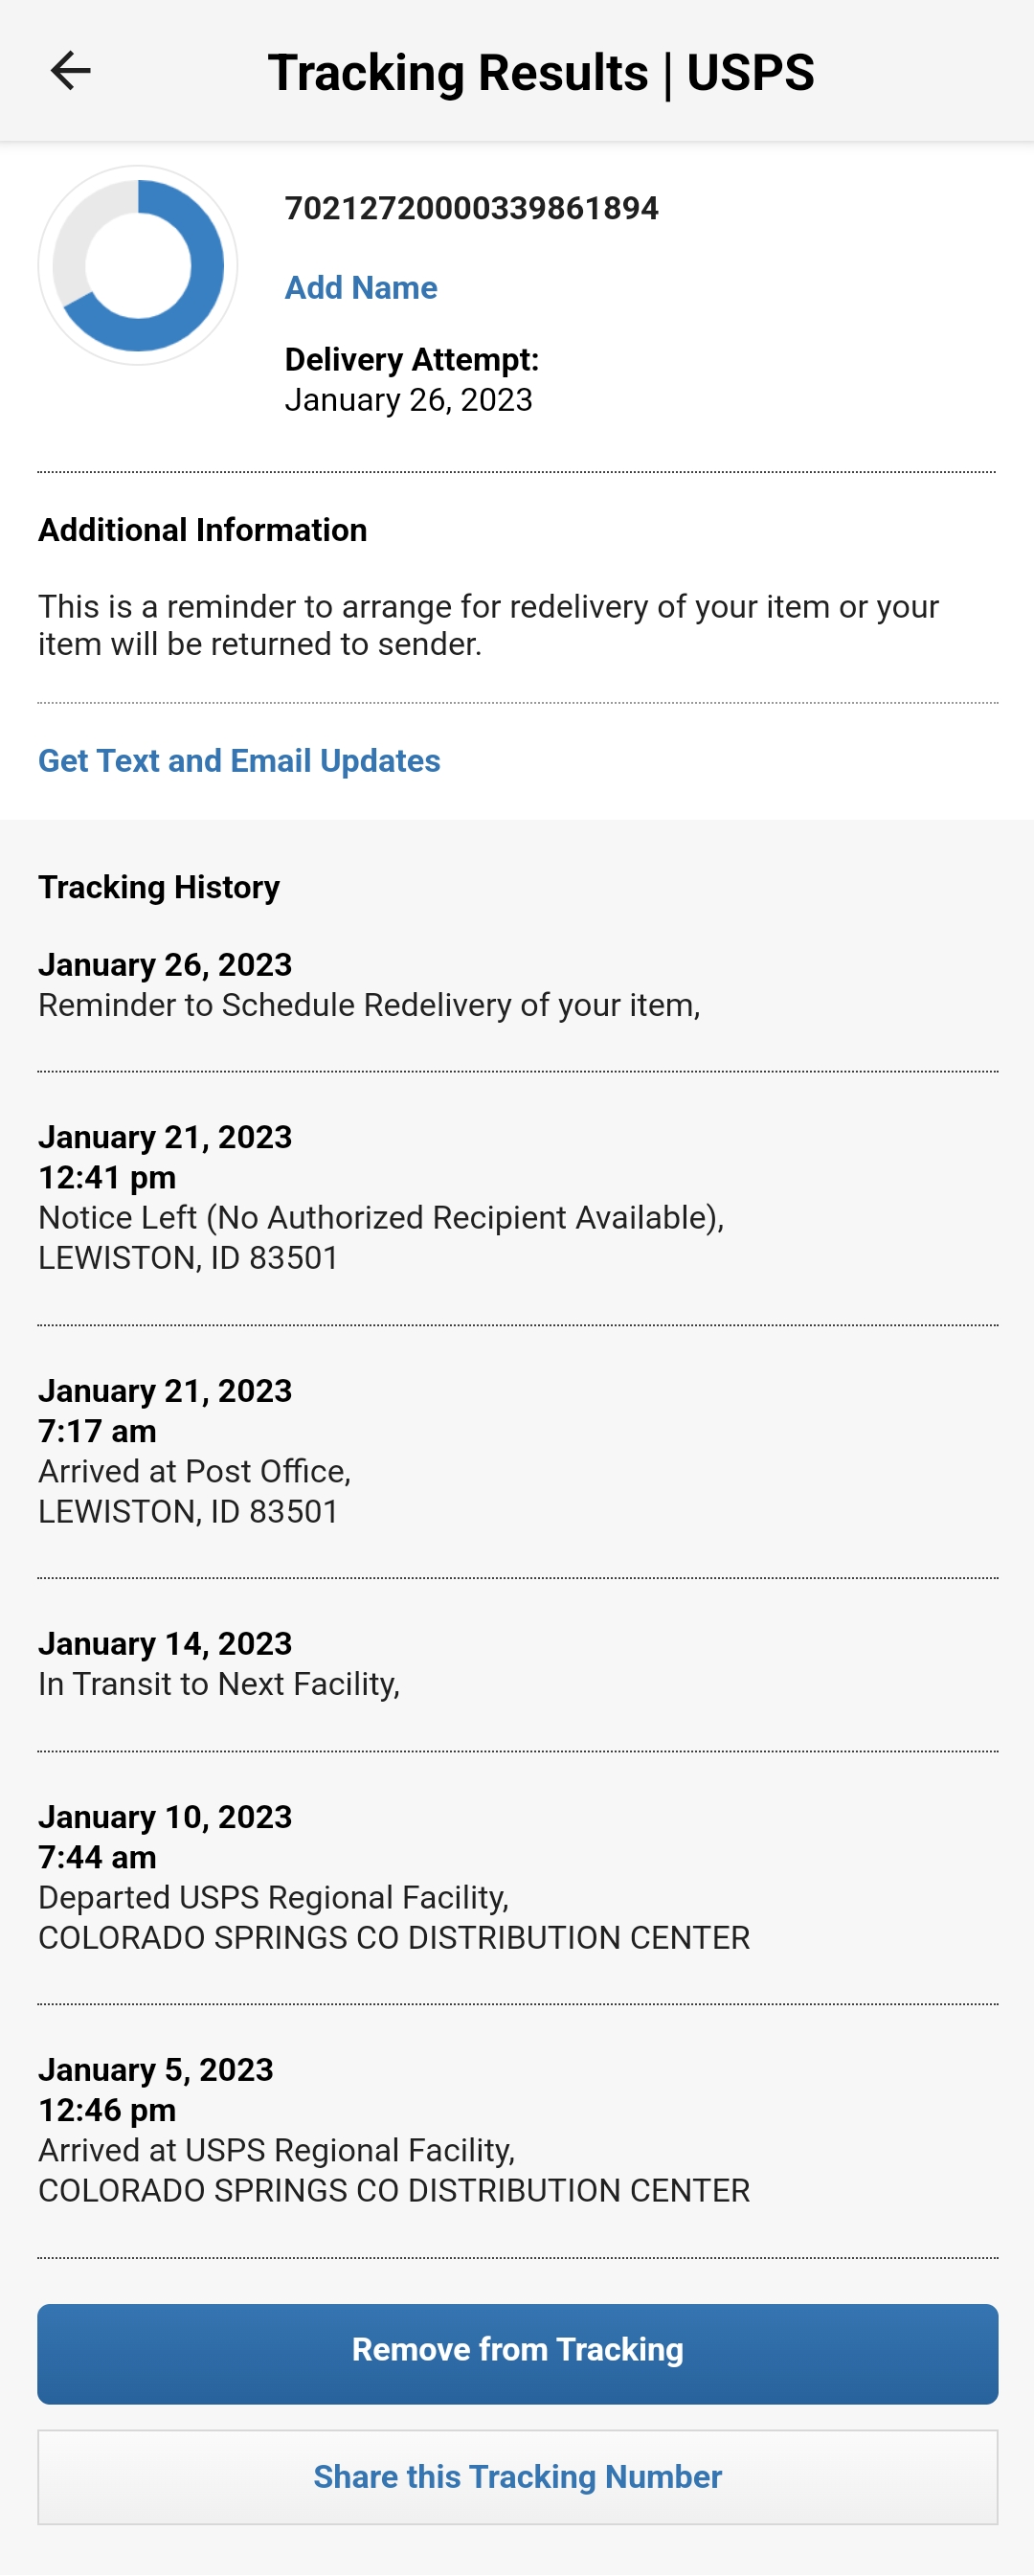 Tracking Results | USPS
70212720000339861894
Add Name
Delivery Attempt:
January 26, 2023
Additional Information
This is a reminder to arrange for redelivery of your item or your
item will be returned to sender.
Get Text and Email Updates
Tracking History
January 26, 2023
Reminder to Schedule Redelivery of your item,
January 21, 2023
12:41 pm
Notice Left (No Authorized Recipient Available),
LEWISTON, ID 83501
January 21, 2023
7:17 am
Arrived at Post Office,
LEWISTON, ID 83501
January 14, 2023
In Transit to Next Facility,
January 10, 2023
7:44 am
Departed USPS Regional Facility,
COLORADO SPRINGS CO DISTRIBUTION CENTER
January 5, 2023
12:46 pm
Arrived at USPS Regional Facility,
COLORADO SPRINGS CO DISTRIBUTION CENTER
Remove from Tracking
Share this Tracking Number